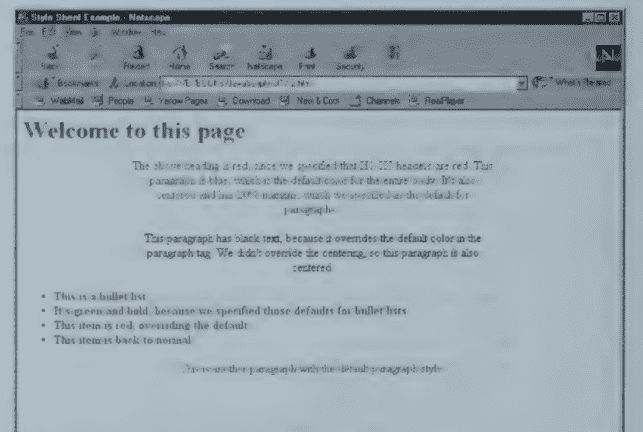 Style Sheet Example - Netscape
Window
Reload Home Search Netscape Print Security
Bookmarks Location What's Related
WebMail People Yellow Pages Download New & Cool Channels RealPlayer
Welcome to this page
The above heading is red, since we specified that headers are red. This
paragraph is blue, which is the default color for the entire body. It's also
centered and has 20% margins, which we specified as the default for
paragraphs.
This paragraph has black text, because it overrides the default color in the
paragraph tag. We didn't override the centering, so this paragraph is also
centered.
• This is a bullet list
• It's green and bold, because we specified those defaults for bullet lists
• This item is red, overriding the default
• This item is back to normal
This is another paragraph with the default paragraph style